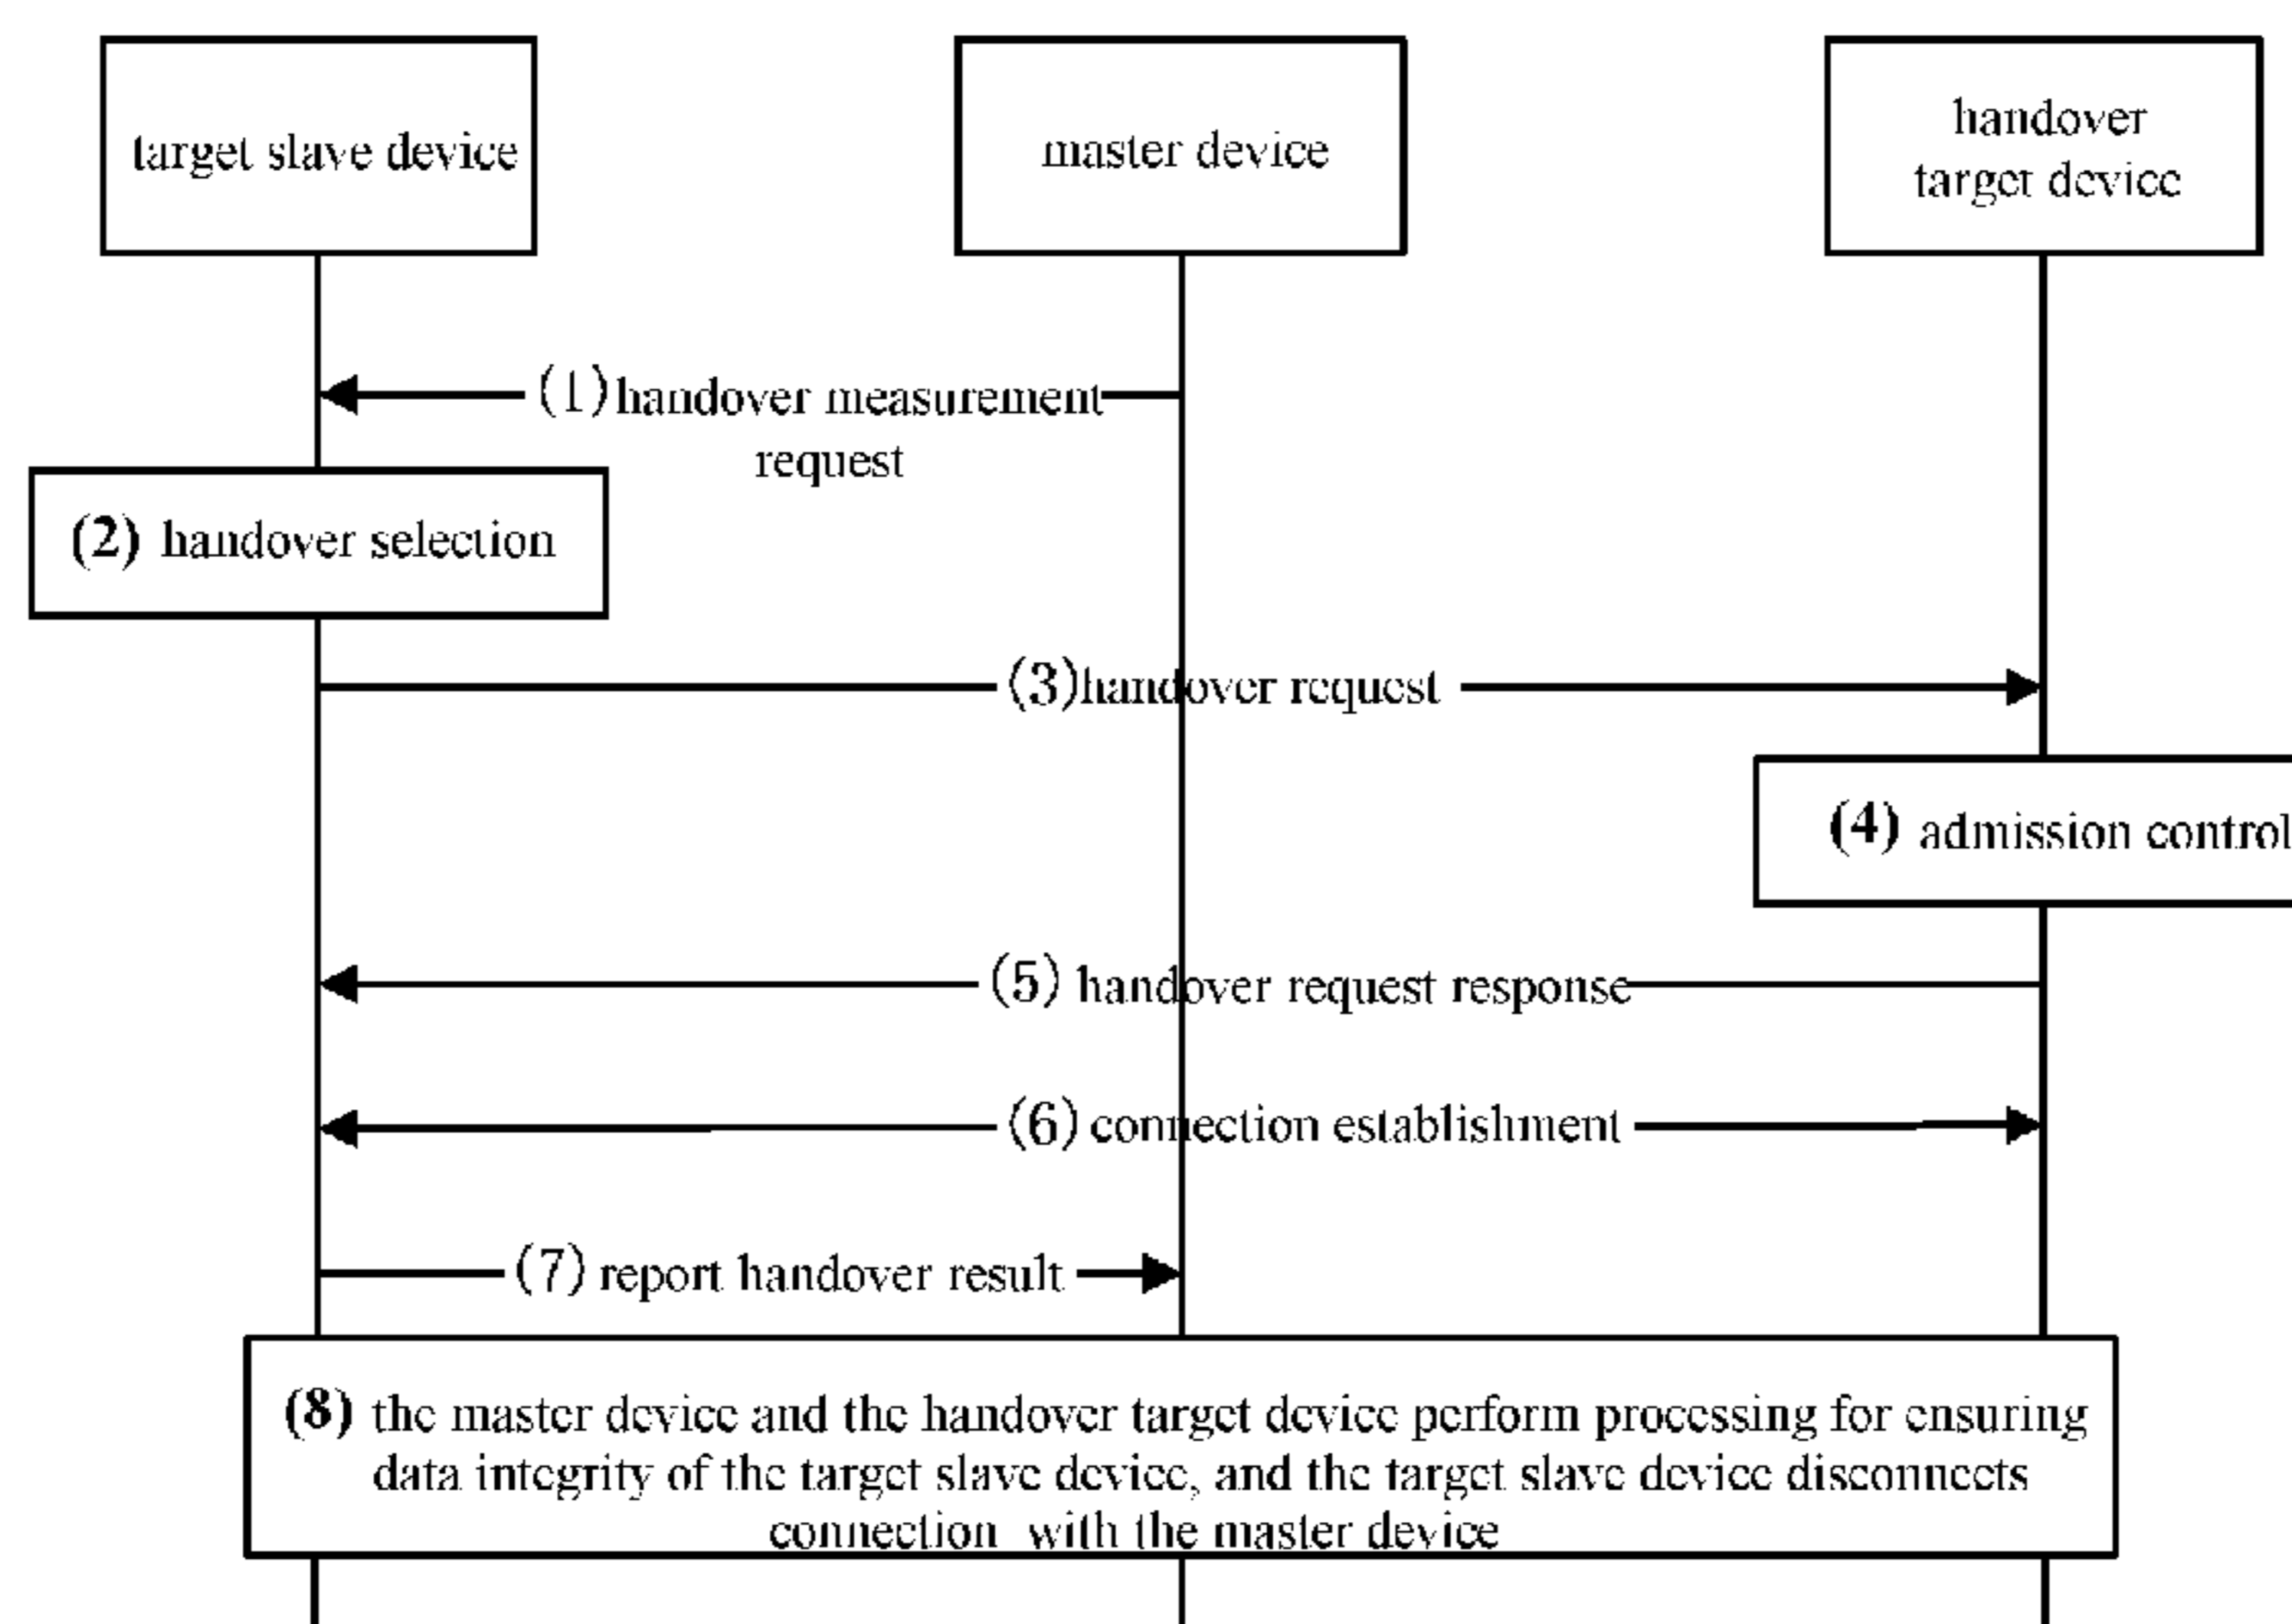 target slave device
master device
handover
target device
(1) handover measurement
request
(2) handover selection
(3) handover request
(4) admission control
(5) handover request response
(6) connection establishment
(7) report handover result
(8) the master device and the handover target device perform processing for ensuring
data integrity of the target slave device, and the target slave device disconnects
connection with the master device